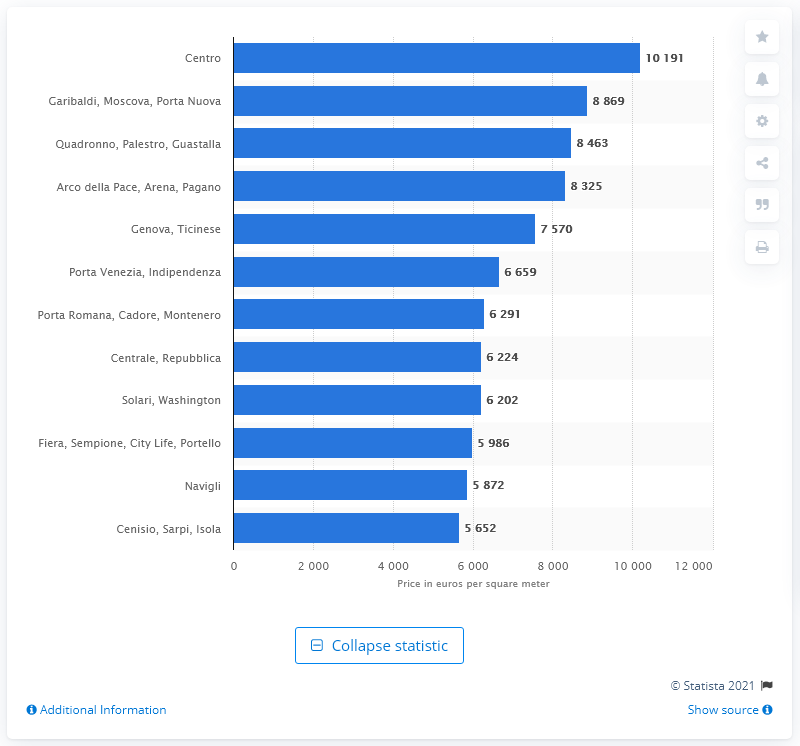 Centro 10 191
Garibaldi, Moscova, Porta Nuova 8 869
Quadronno, Palestro, Guastalla 8 463
Arco della Pace, Arena, Pagano 8 325
Genova, Ticinese 7 570
Porta Venezia, Indipendenza 6 659
Porta Romana, Cadore, Montenero 6 291
Centrale, Repubblica 6 224
Solari, Washington 6 202
Fiera, Sempione, City Life, Portello 5 986
Navigli 5 872
Cenisio, Sarpi, Isola 5 652
0 2 000 4 000 6 000 8 000 10 000 12 000
Price in euros per square meter
Collapse statistic
© Statista 2021
Additional Information Show source